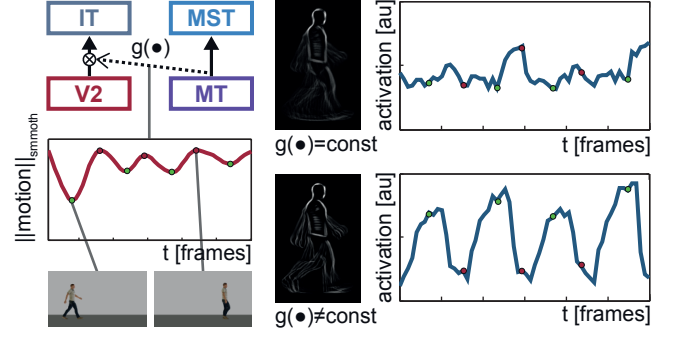 IT
MST
g(●)
V2
MT
||motion||smmoth
t [frames]
g(●)=const
activation [au]
t [frames]
g(●)≠const
activation [au]
t [frames]